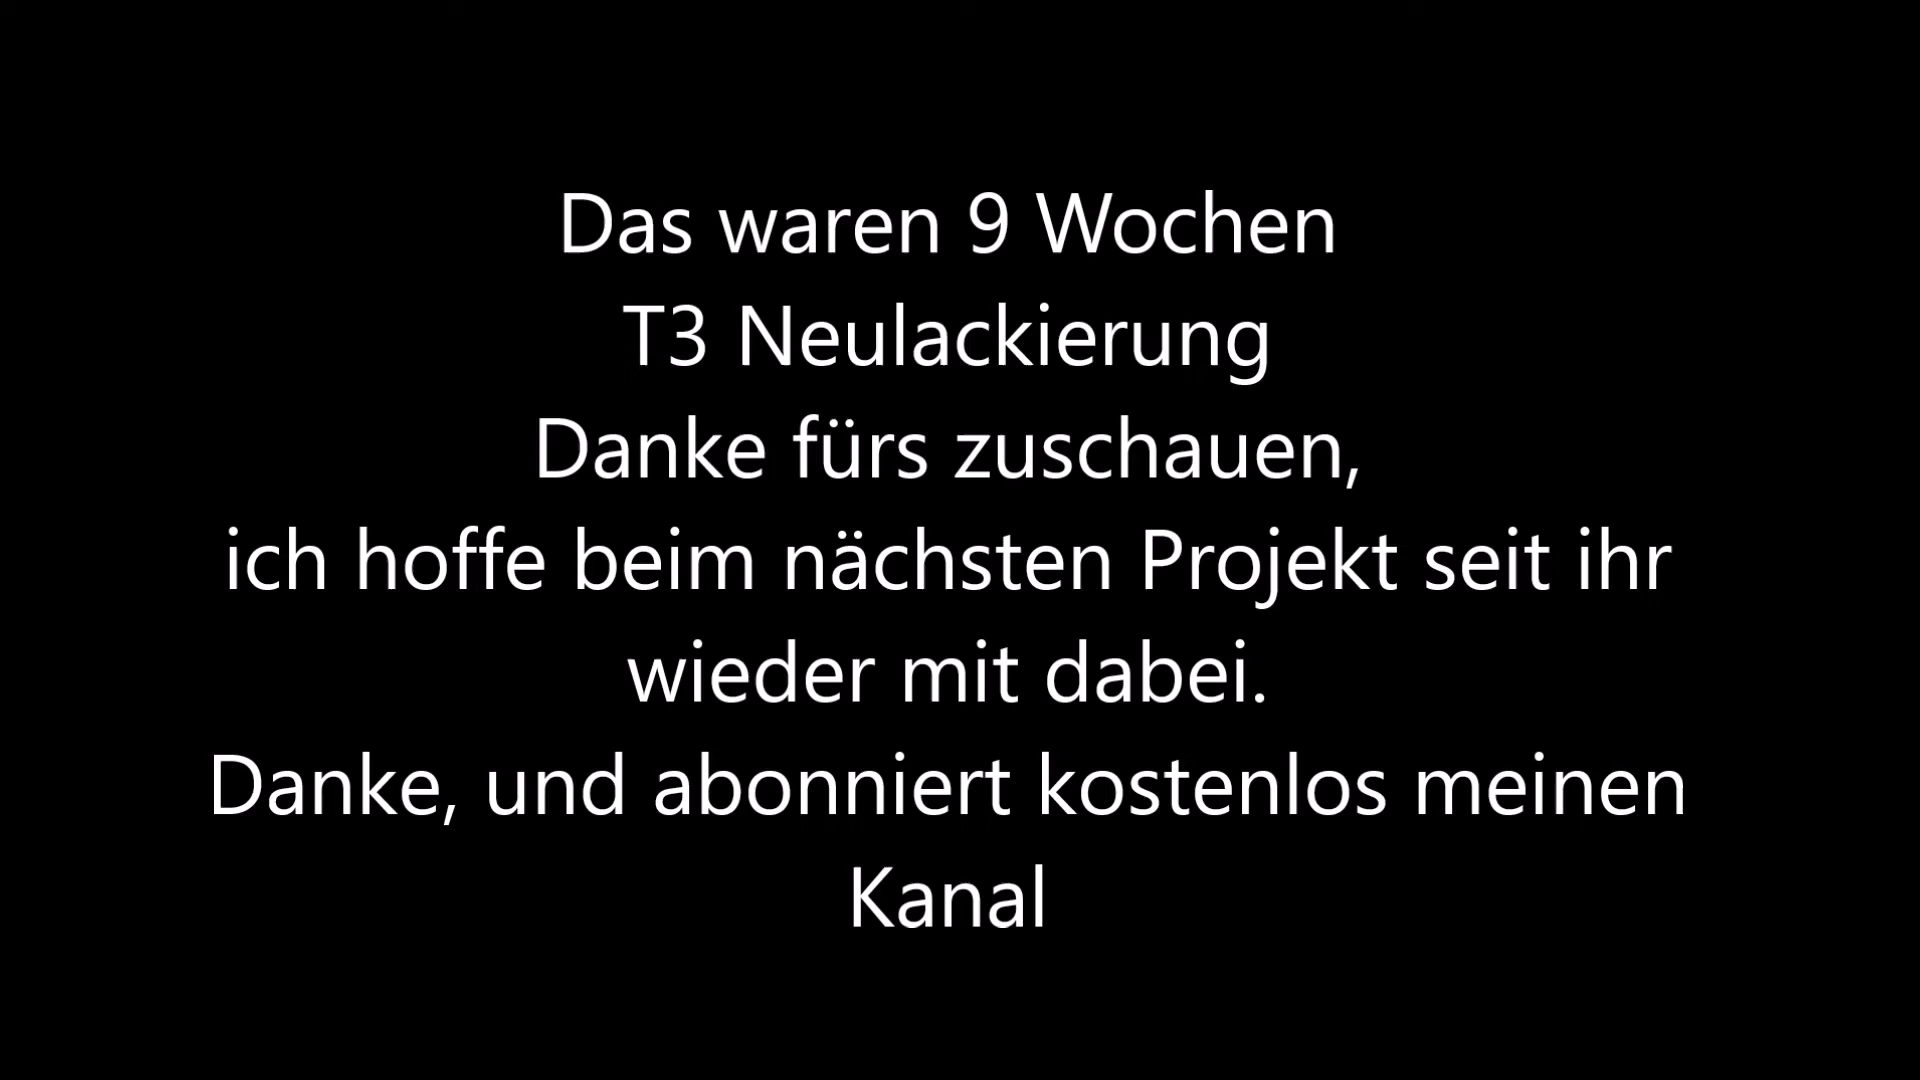 Das waren 9 Wochen
T3 Neulackierung
Danke fürs zuschauen,
ich hoffe beim nächsten Projekt seit ihr
wieder mit dabei.
Danke, und abonniert kostenlos meinen
Kanal